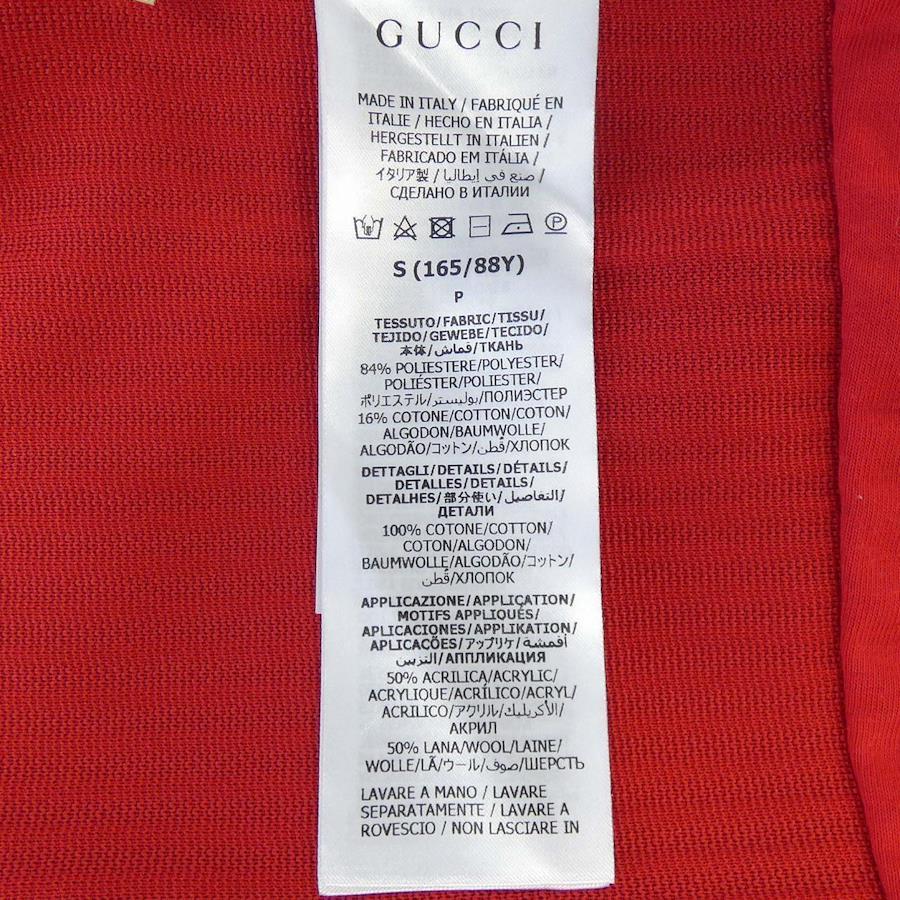 GUCCI
MADE IN ITALY / FABRIQUÉ EN
ITALIE / HECHO EN ITALIA /
HERGESTELLT IN ITALIEN /
FABRICADO EM ITÁLIA /
イタリア製 / صنع في إيطاليا /
СДЕЛАНО В ИТАЛИИ
P
S (165/88Y)
P
TESSUTO/FABRIC/TISSU/
TEJIDO/GEWEBE/TECIDO/
本体/قماش/ТКАНЬ
84% POLIESTERE/POLYESTER/
POLIÉSTER/POLIESTER/
ポリエステル/بوليستر/ПОЛИЭСТЕР
16% COTONE/COTTON/COTON/
ALGODON/BAUMWOLLE/
ALGODÃO/コットン/قُطن/ХЛОПОК
DETTAGLI/DETAILS/DÉTAILS/
DETALLES/DETAILS/
DETALHES/部分使い/التفاصيل/
ДЕТАЛИ
100% COTONE/COTTON/
COTON/ALGODON/
BAUMWOLLE/ALGODÃO/コットン/
قُطن/ХЛОПОК
APPLICAZIONE/APPLICATION/
MOTIFS APPLIQUÉS/
APLICACIONES/APPLIKATION/
APLICAÇÕES/アップリケ/أقمشة
التزيين/АППЛИКАЦИЯ
50% ACRILICA/ACRYLIC/
ACRYLIQUE/ACRÍLICO/ACRYL/
ACRILICO/アクリル/الأكريليك/
АКРИЛ
50% LANA/WOOL/LAINE/
WOLLE/LÃ/ウール/صوف/ШЕРСТЬ
LAVARE A MANO / LAVARE
SEPARATAMENTE / LAVARE A
ROVESCIO / NON LASCIARE IN